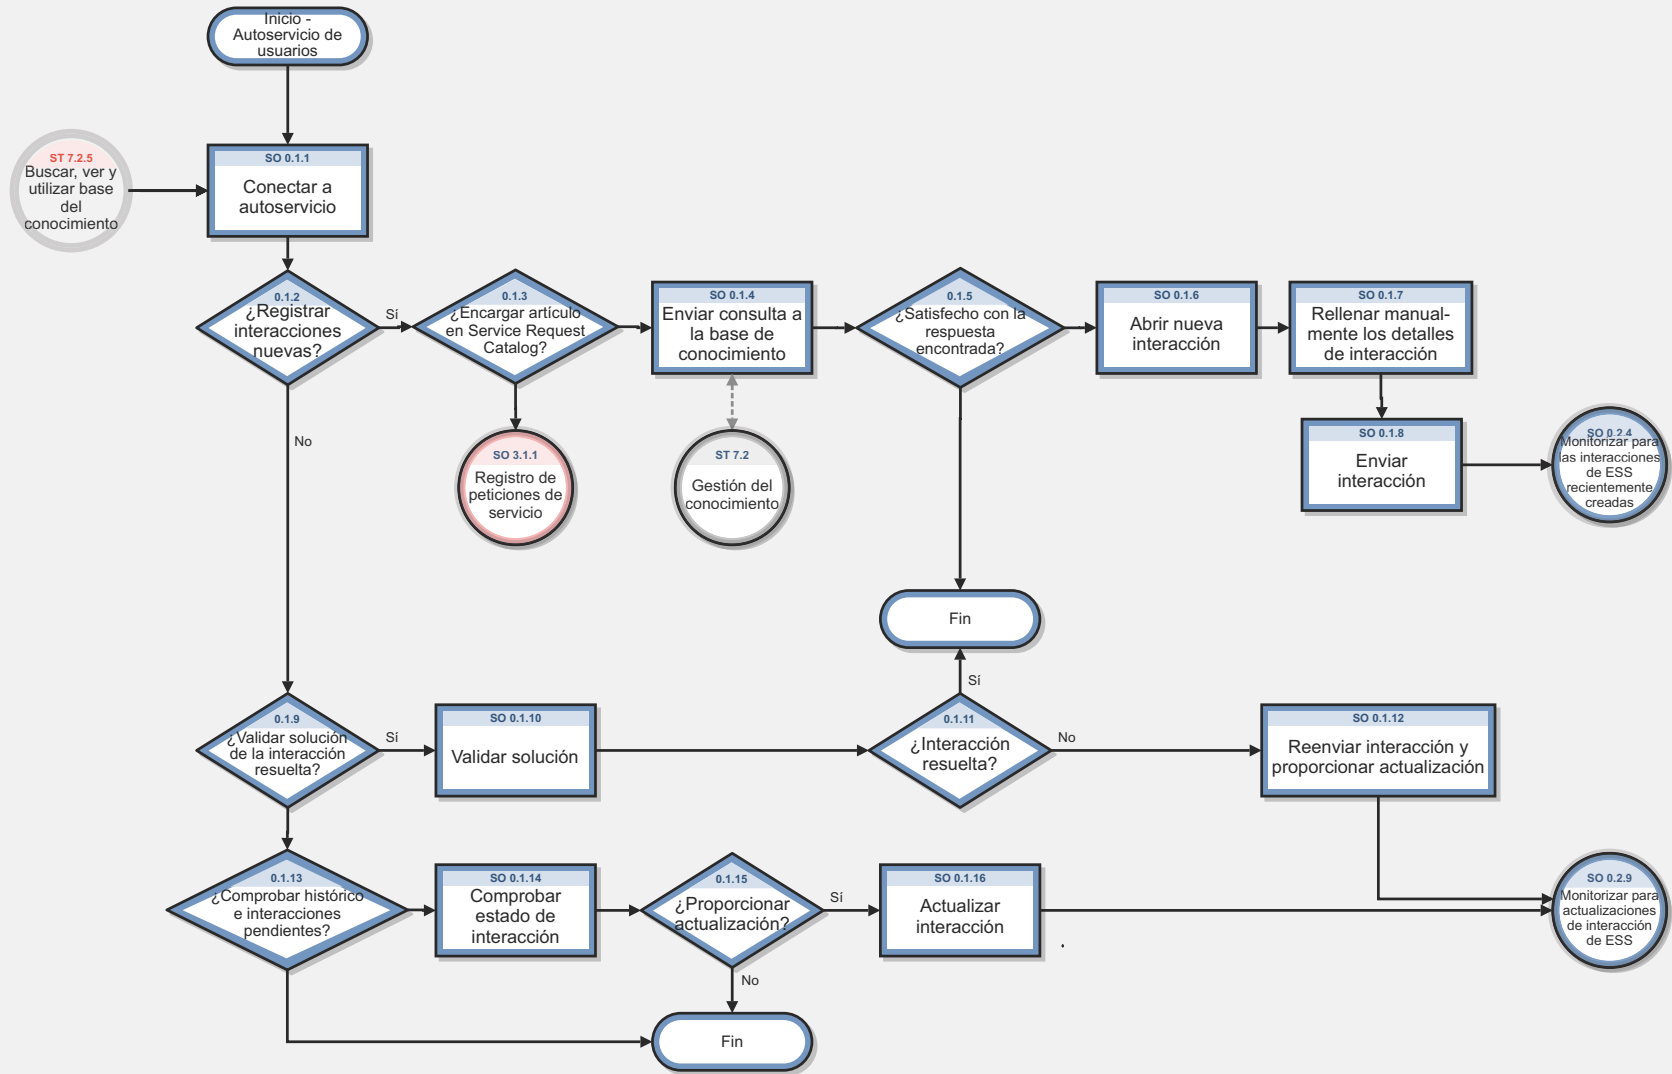 Inicio -
Autoservicio de
usuarios
ST 7.2.5
Buscar, ver y
utilizar base
del
conocimiento
SO 0.1.1
Conectar a
autoservicio
0.1.2
¿Registrar
interacciones
nuevas?
Sí
0.1.3
¿Encargar artículo
en Service Request
Catalog?
SO 0.1.4
Enviar consulta a
la base de
conocimiento
0.1.5
¿Satisfecho con la
respuesta
encontrada?
SO 0.1.6
Abrir nueva
interacción
SO 0.1.7
Rellenar manual-
mente los detalles
de interacción
No
SO 3.1.1
Registro de
peticiones de
servicio
ST 7.2
Gestión del
conocimiento
SO 0.1.8
Enviar
interacción
SO 0.2.4
Monitorizar para
las interacciones
de ESS
recientemente
creadas
Fin
Sí
0.1.9
¿Validar solución
de la interacción
resuelta?
Sí
SO 0.1.10
Validar solución
0.1.11
¿Interacción
resuelta?
No
SO 0.1.12
Reenviar interacción y
proporcionar actualización
0.1.13
¿Comprobar histórico
e interacciones
pendientes?
SO 0.1.14
Comprobar
estado de
interacción
0.1.15
¿Proporcionar
actualización?
Sí
SO 0.1.16
Actualizar
interacción
SO 0.2.9
Monitorizar para
actualizaciones
de interacción
de ESS
No
Fin